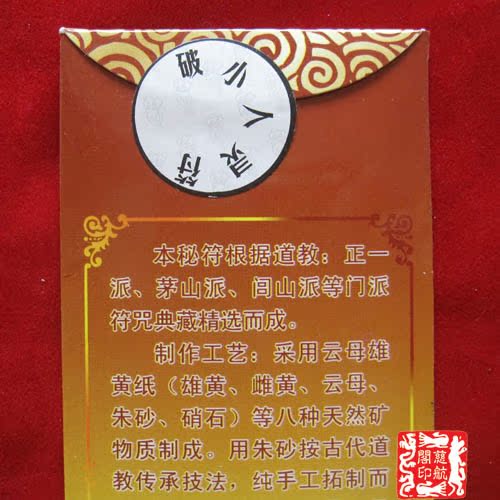 破小人灵符
本秘符根据道教：正一
派、茅山派、闾山派等门派
符咒典藏精选而成。
制作工艺：采用云母雄
黄纸（雄黄、雌黄、云母、
朱砂、硝石）等八种天然矿
物质制成。用朱砂按古代道
教传承技法，纯手工拓制而
慈航
閣印